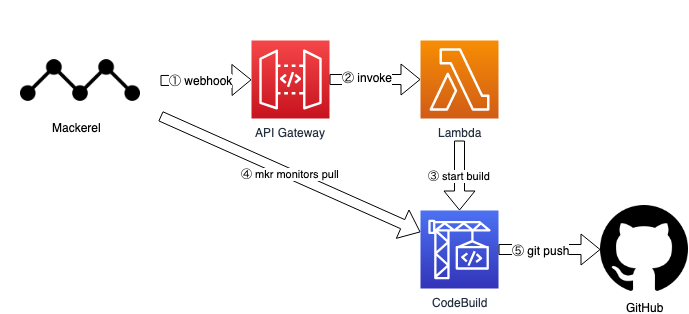 ① webhook
② invoke
Mackerel
API Gateway
Lambda
④ mkr monitors pull
③ start build
⑤ git push
CodeBuild
GitHub